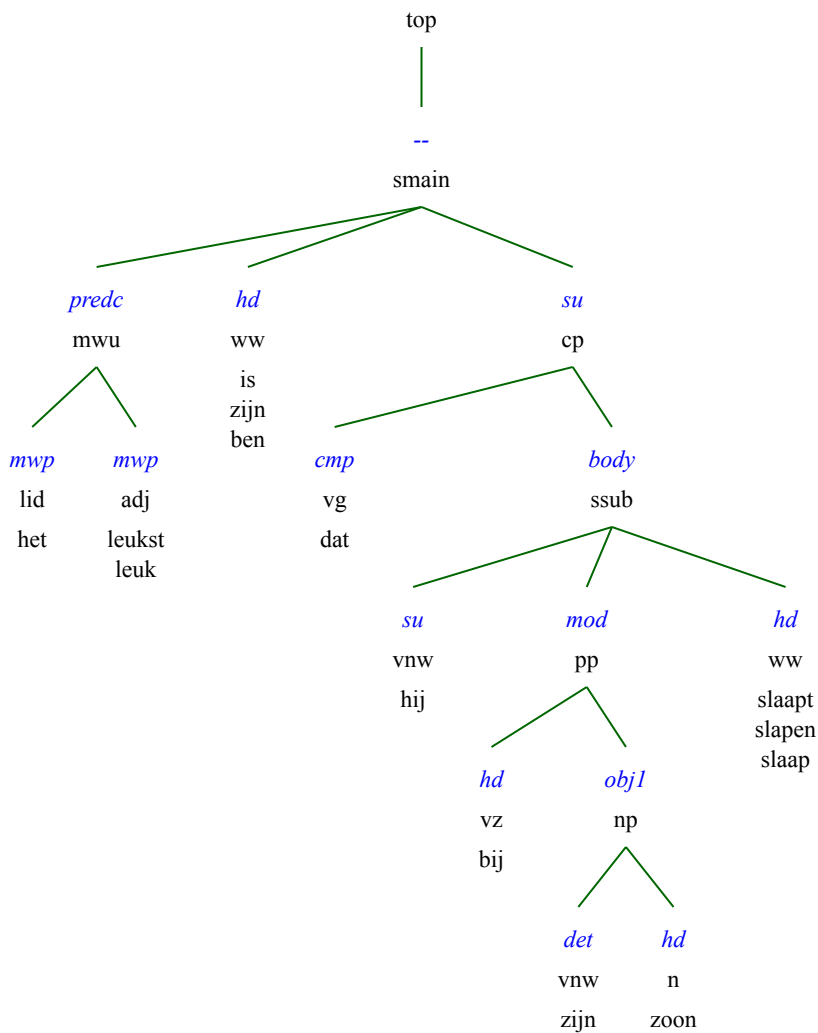 top
--
smain
predc hd su
mwu ww cp
is
zijn
ben
mwp mwp cmp body
lid adj vg ssub
het leukst dat
leuk
su mod hd
vnw pp ww
hij slaapt
slapen
slaap
hd obj1
vz np
bij
det hd
vnw n
zijn zoon